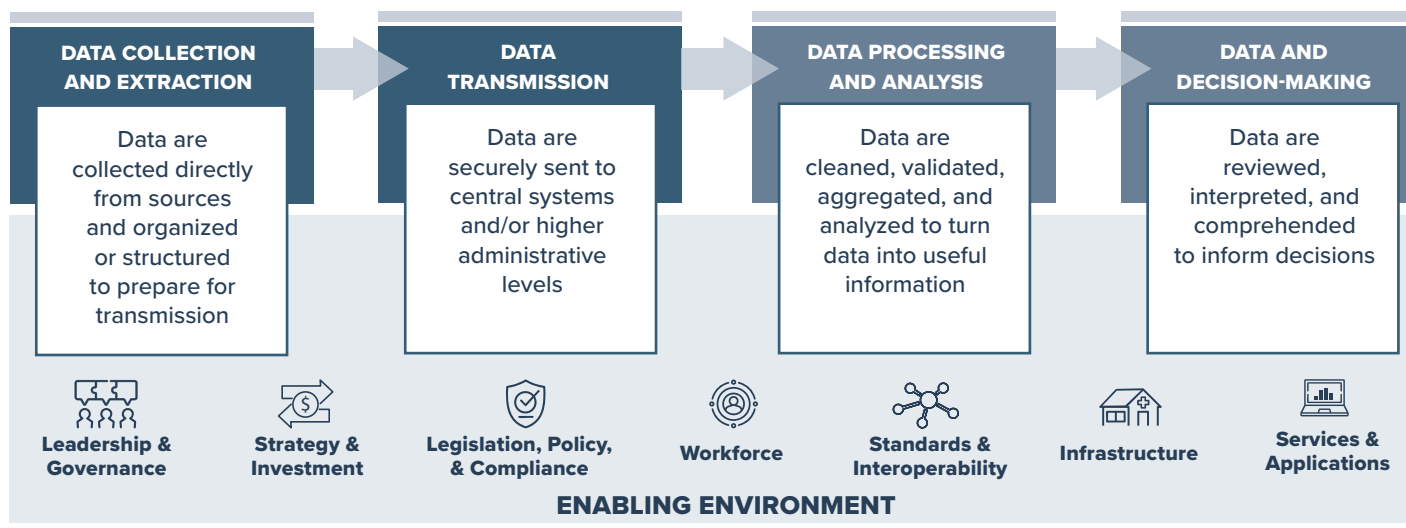 DATA COLLECTION
AND EXTRACTION
Data are
collected directly
from sources
and organized
or structured
to prepare for
transmission
DATA
TRANSMISSION
Data are
securely sent to
central systems
and/or higher
administrative
levels
DATA PROCESSING
AND ANALYSIS
Data are
cleaned, validated,
aggregated, and
analyzed to turn
data into useful
information
DATA AND
DECISION-MAKING
Data are
reviewed,
interpreted, and
comprehended
to inform decisions
$
Leadership &
Governance
Strategy &
Investment
Legislation, Policy,
& Compliance
Workforce
Standards &
Interoperability
Infrastructure
Services &
Applications
ENABLING ENVIRONMENT